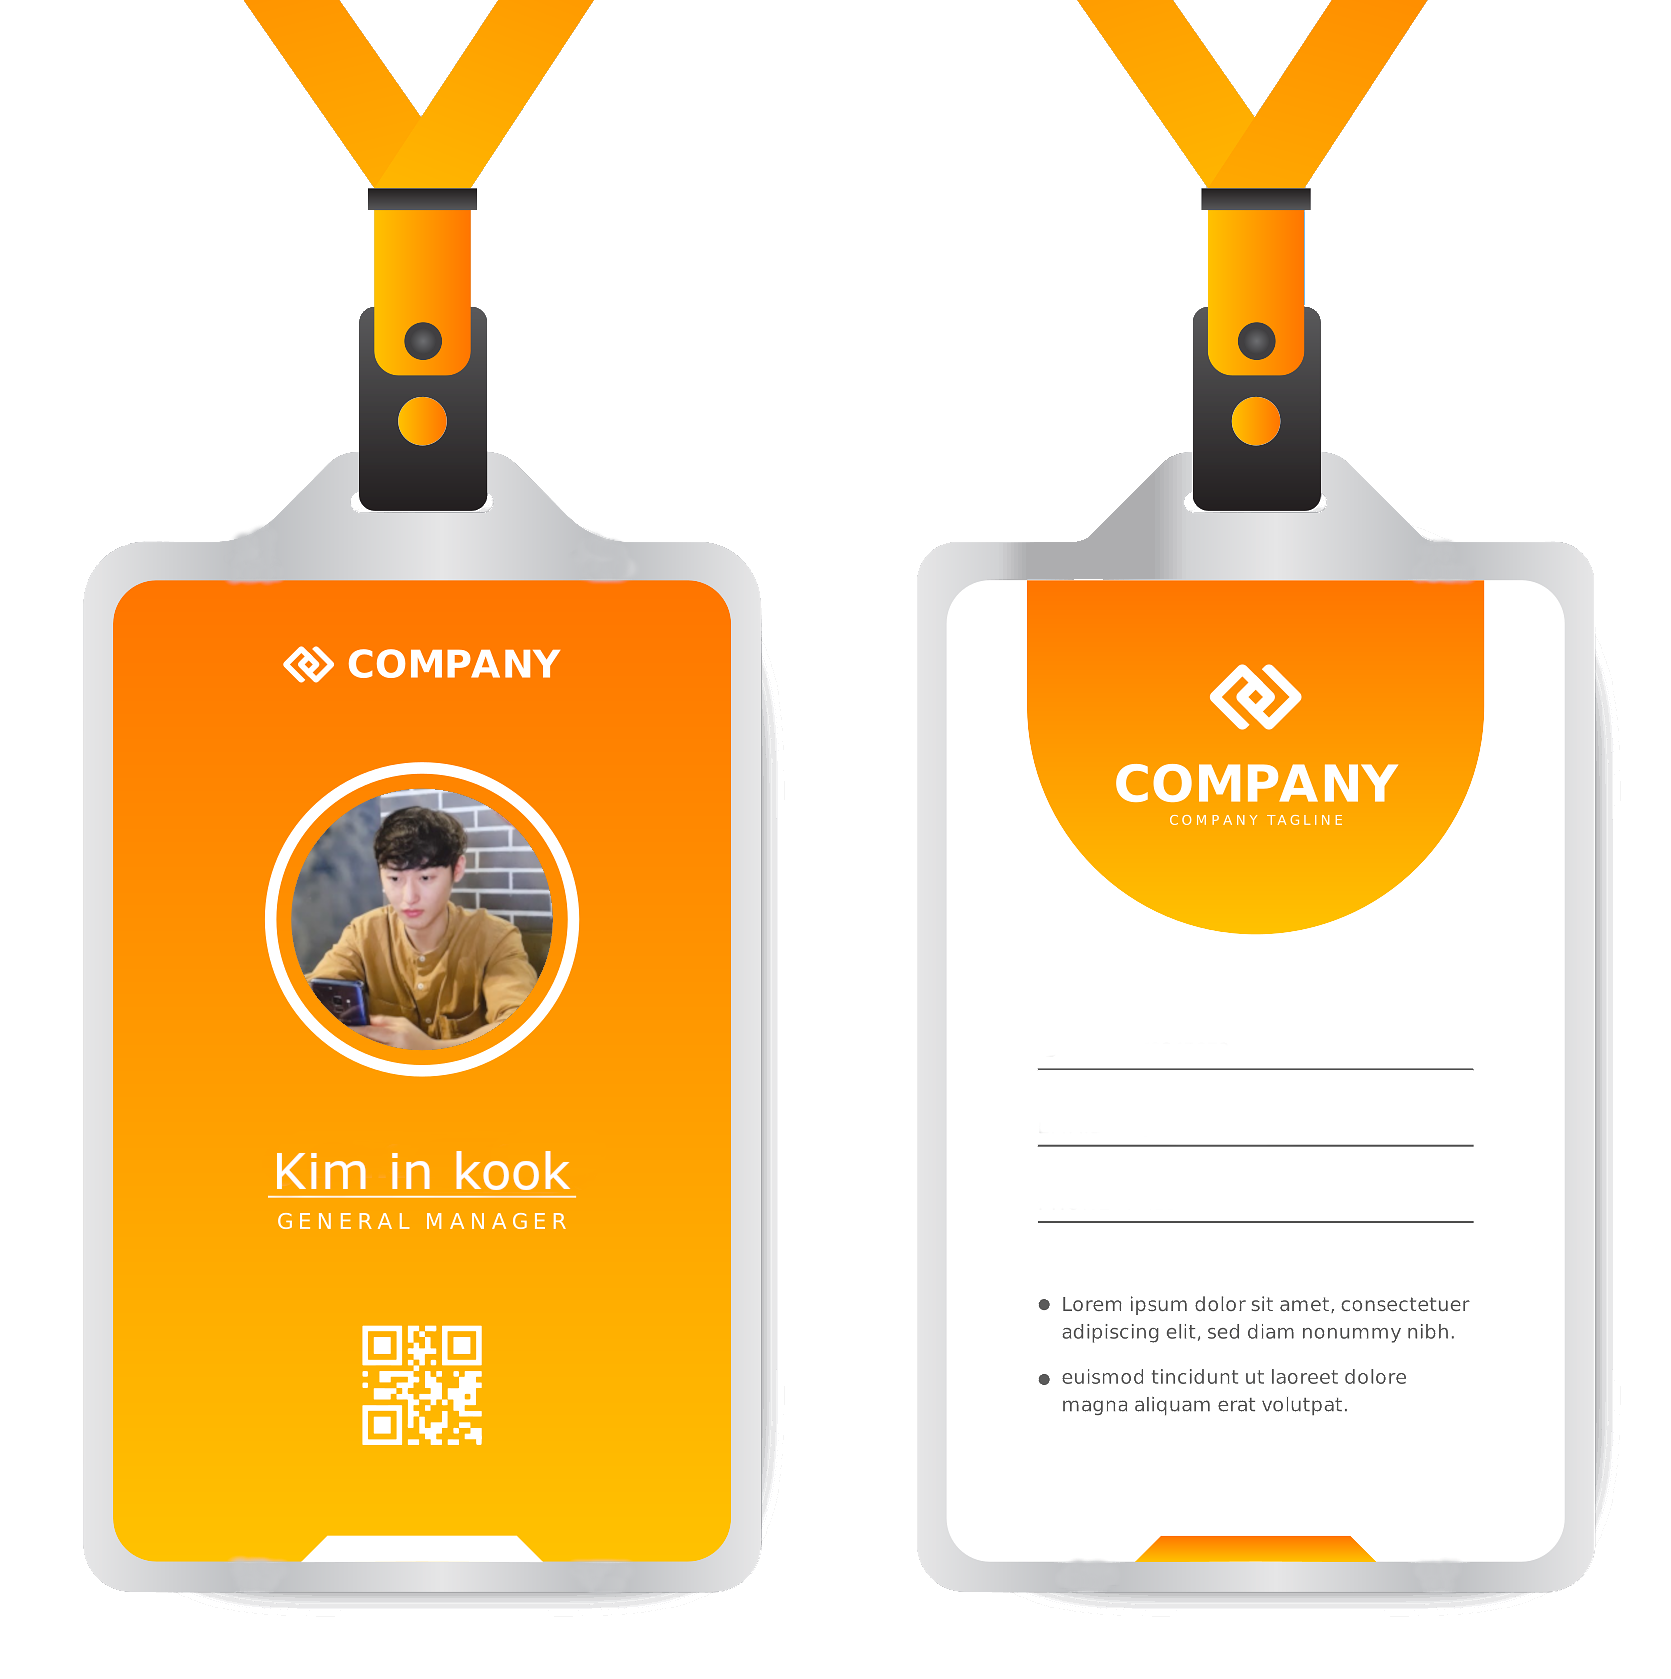 COMPANY
Kim in kook
GENERAL MANAGER
COMPANY
COMPANY TAGLINE
Lorem ipsum dolor sit amet, consectetuer
adipiscing elit, sed diam nonummy nibh.
euismod tincidunt ut laoreet dolore
magna aliquam erat volutpat.